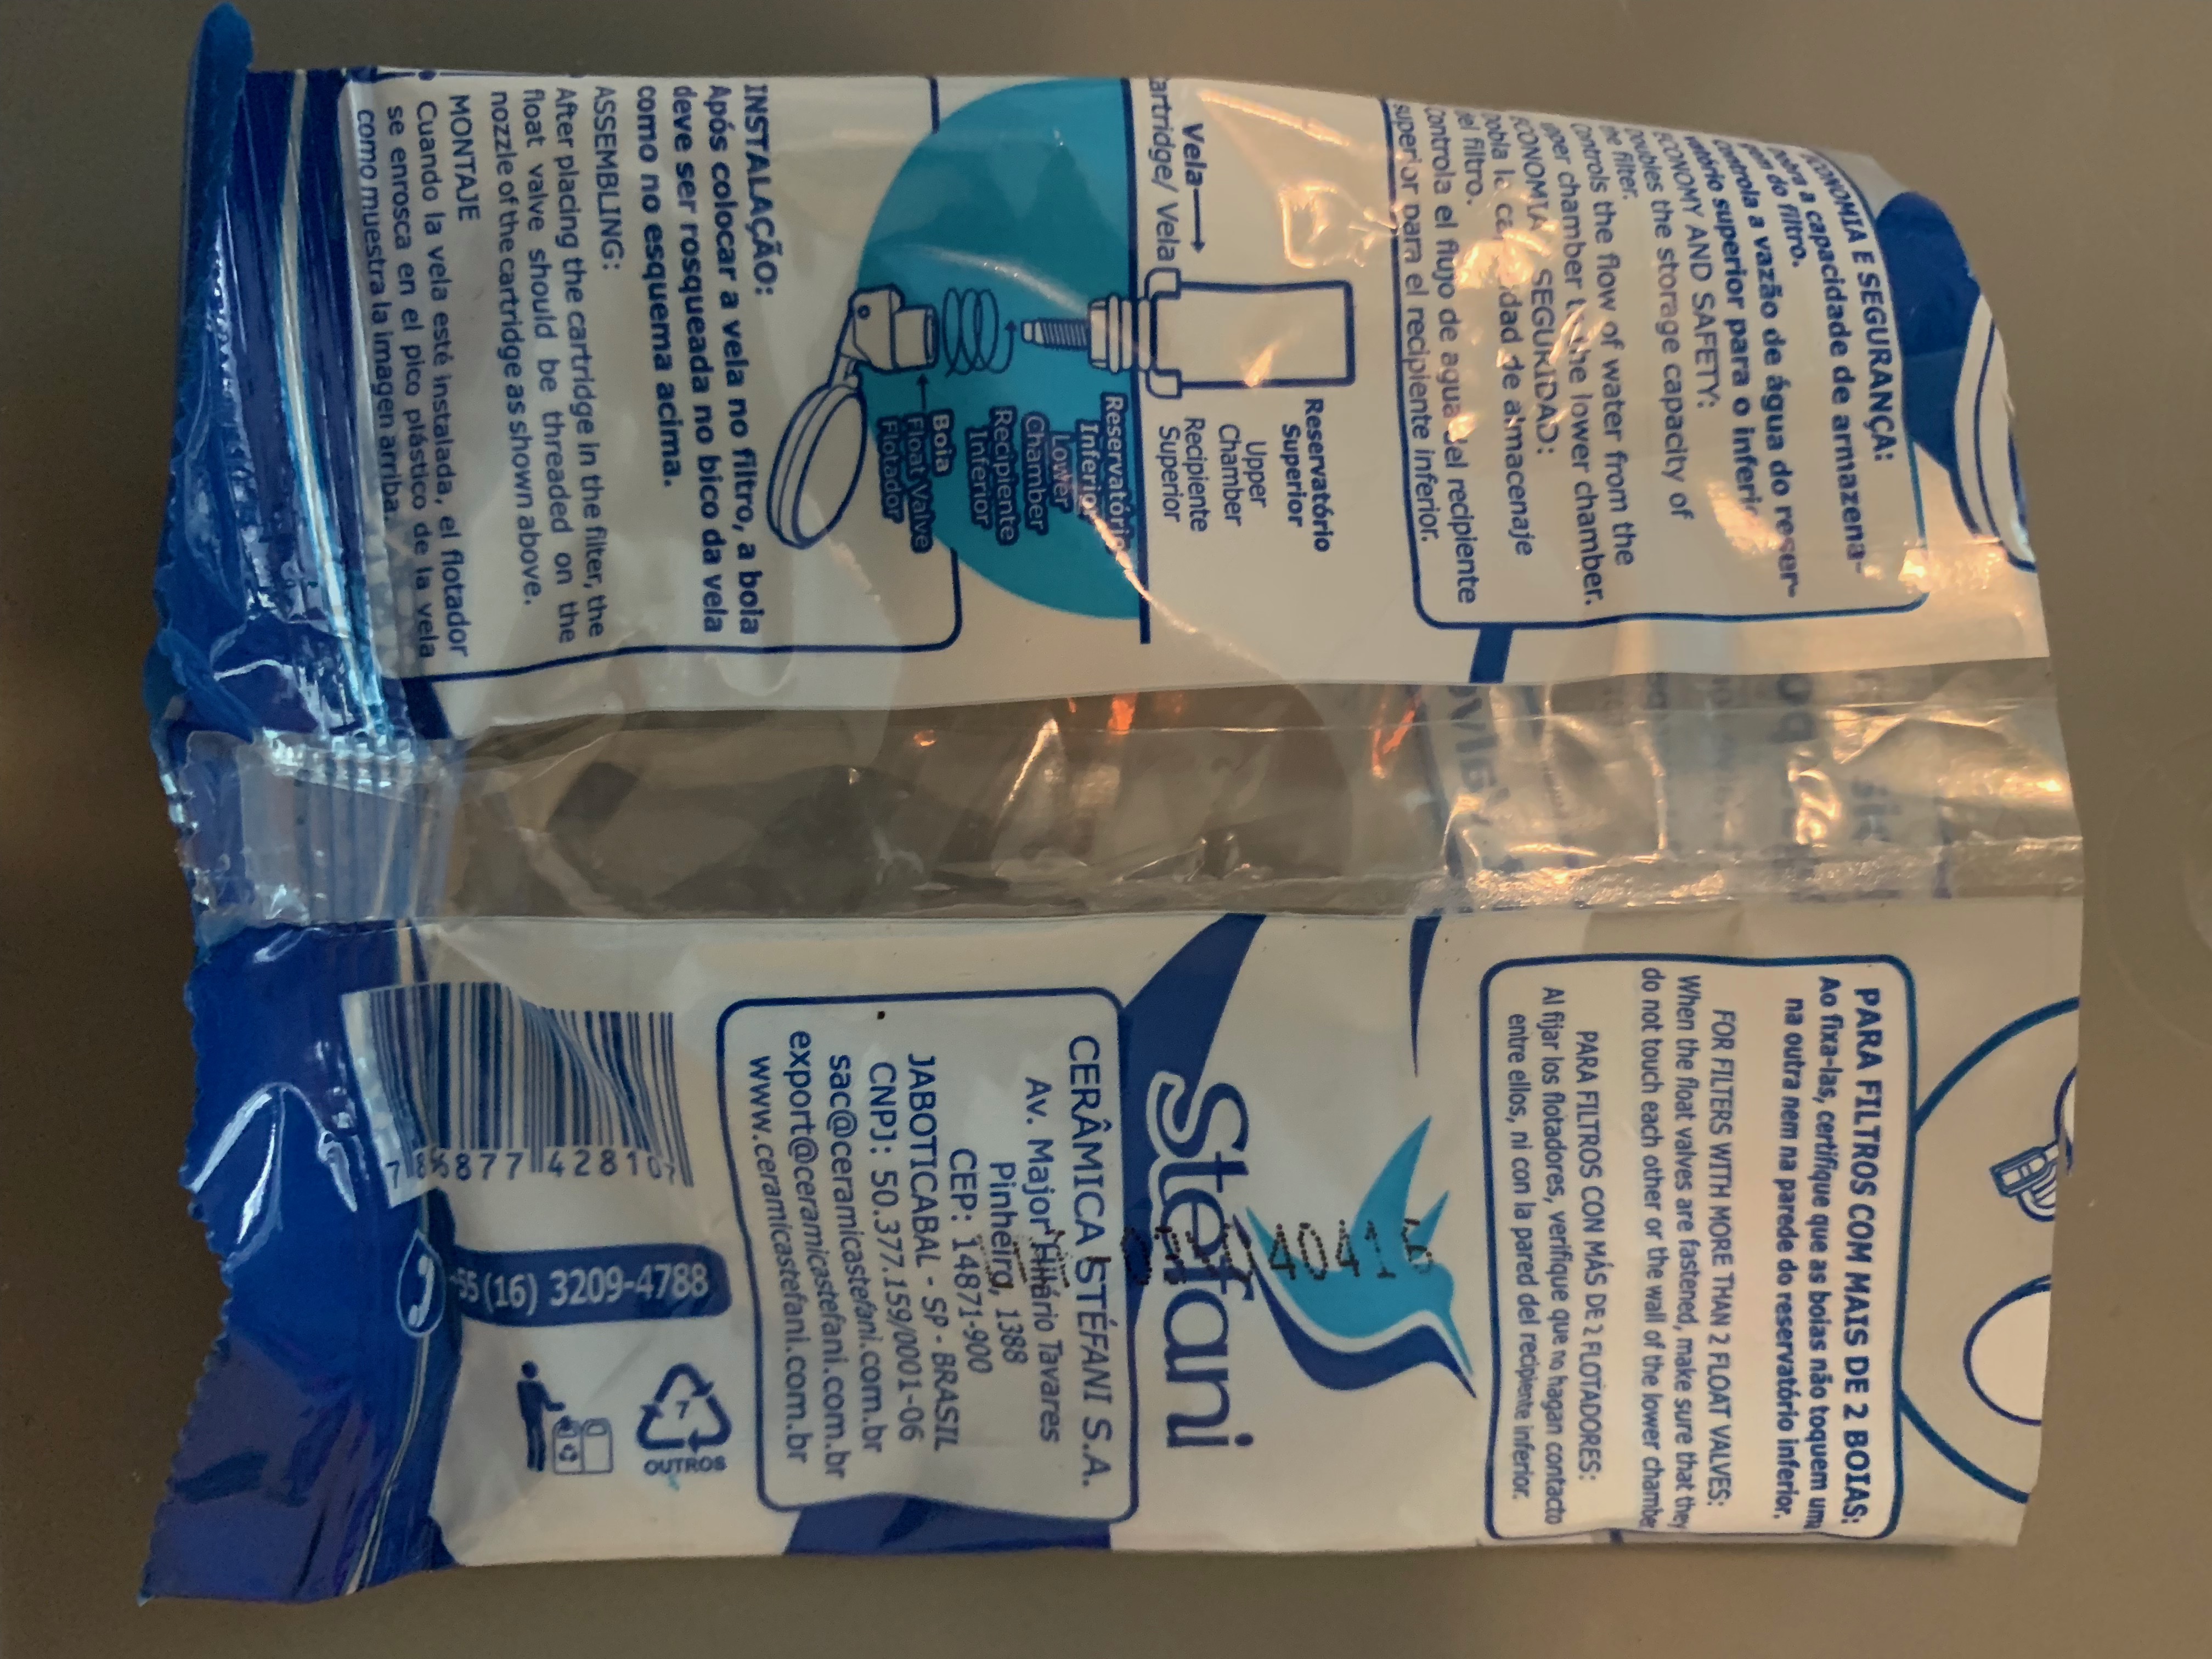 ECONOMIA E SEGURANÇA:
Dobra a capacidade de armazena-
gem do filtro.
Controla a vazão de água do reser-
vatório superior para o
ECONOMY AND SAFETY:
Doubles the storage capacity of
the filter.
Controls the flow of water from the
upper chamber to the lower chamber.
ECONOMIA Y SEGURIDAD:
Dobla la capacidad de almacenaje
del filtro.
Controla el flujo de agua del recipiente
superior para el recipiente inferior.
Reservatório
Superior
Upper
Chamber
Recipiente
Superior
Vela
Cartridge/ Vela
Reservatório
Inferior
Lower
Chamber
Recipiente
Inferior
Boia
Float Valve
Flotador
INSTALAÇÃO:
Após colocar a vela no filtro, a boia
deve ser rosqueada no bico da vela
como no esquema acima.
ASSEMBLING:
After placing the cartridge in the filter, the
float valve should be threaded on the
nozzle of the cartridge as shown above.
MONTAJE
Cuando la vela esté instalada, el flotador
se enrosca en el pico plástico de la vela
como muestra la imagen arriba.
PARA FILTROS COM MAIS DE 2 BOIAS:
Ao fixa-las, certifique que as boias não toquem uma
na outra nem na parede do reservatório inferior.
FOR FILTERS WITH MORE THAN 2 FLOAT VALVES:
When the float valves are fastened, make sure that they
do not touch each other or the wall of the lower chamber
PARA FILTROS CON MÁS DE 2 FLOTADORES:
Al fijar los flotadores, verifique que no hagan contacto
entre ellos, ni con la pared del recipiente inferior.
Stéfani
CERÂMICA STÉFANI S.A.
Av. Major Hilário Tavares
Pinheiro, 1388
CEP: 14871-900
JABOTICABAL - SP - BRASIL
CNPJ: 50.377.159/0001-06
sac@ceramicastefani.com.br
export@ceramicastefani.com.br
www.ceramicastefani.com.br
7 898877 428107
55 (16) 3209-4788
7
OUTROS